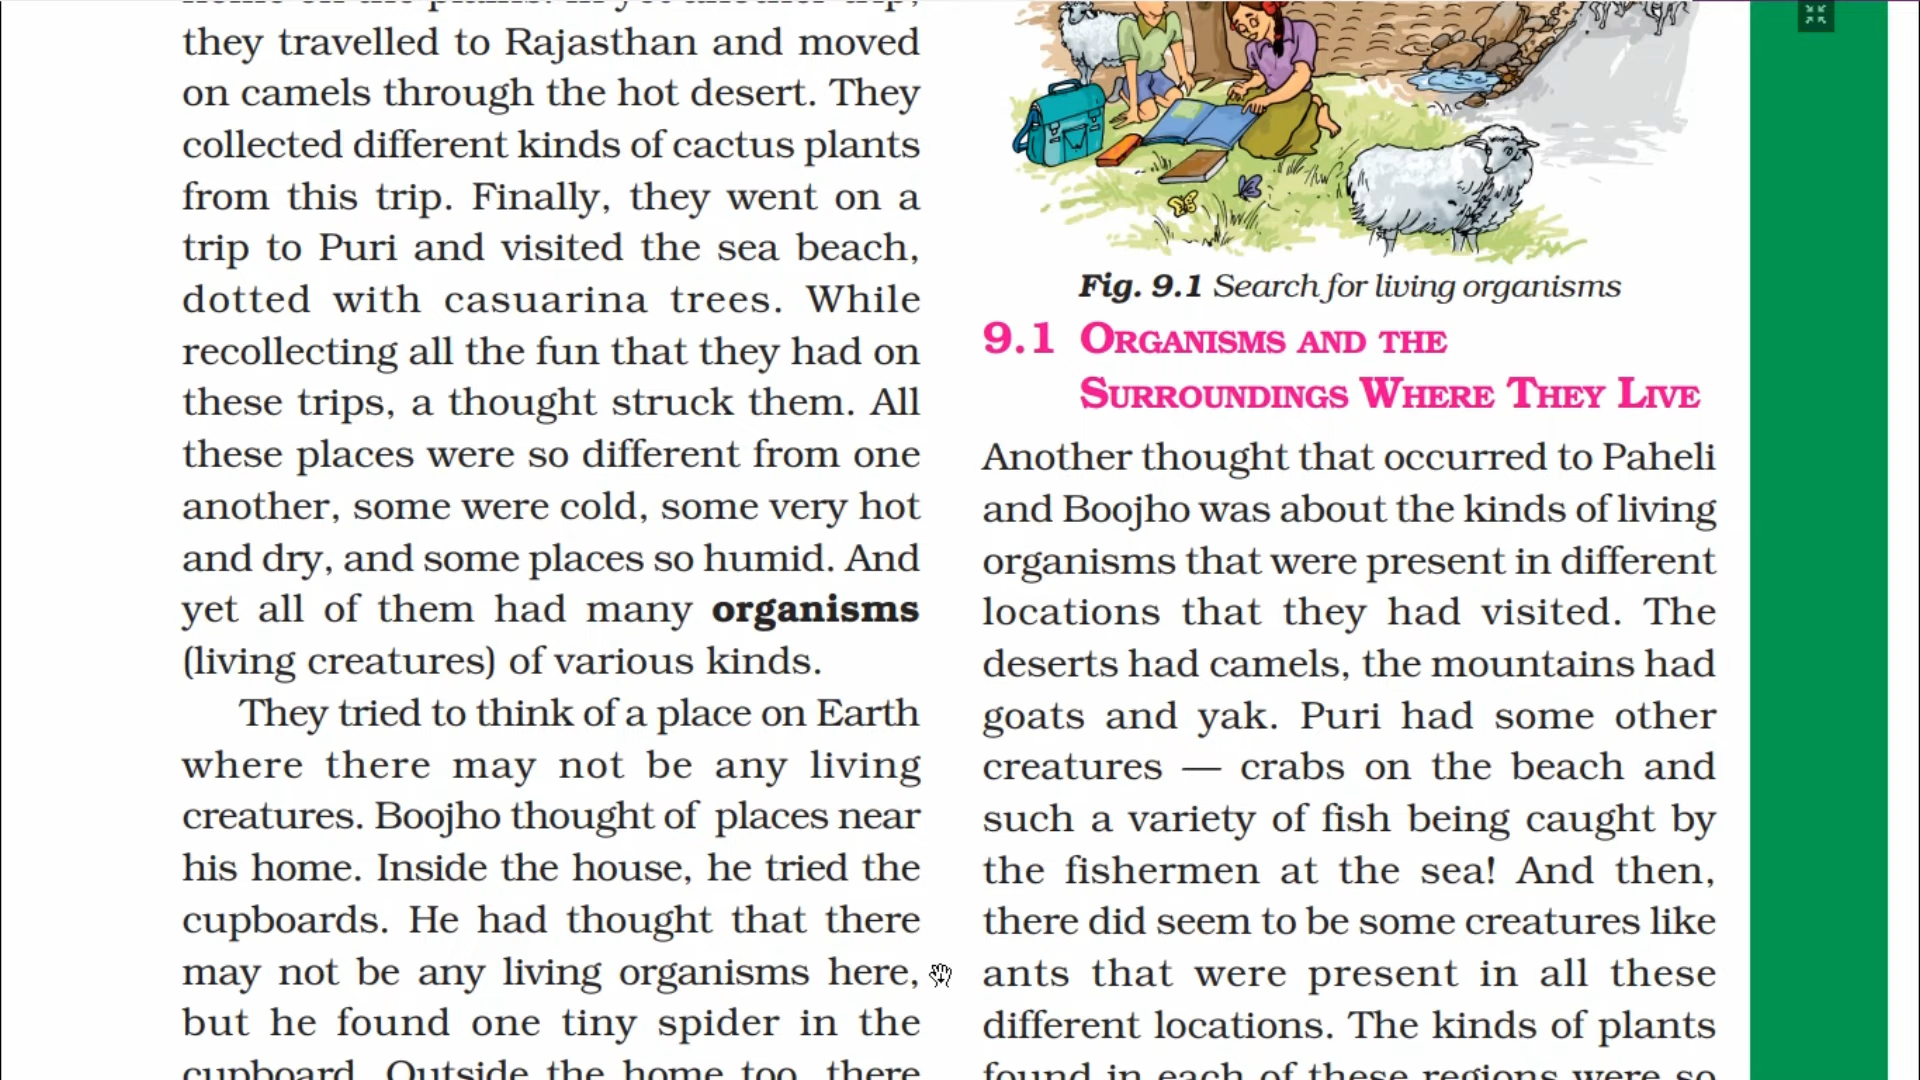 home on the plains. In yet another trip,
they travelled to Rajasthan and moved
on camels through the hot desert. They
collected different kinds of cactus plants
from this trip. Finally, they went on a
trip to Puri and visited the sea beach,
dotted with casuarina trees. While
recollecting all the fun that they had on
these trips, a thought struck them. All
these places were so different from one
another, some were cold, some very hot
and dry, and some places so humid. And
yet all of them had many organisms
(living creatures) of various kinds.
They tried to think of a place on Earth
where there may not be any living
creatures. Boojho thought of places near
his home. Inside the house, he tried the
cupboards. He had thought that there
may not be any living organisms here,
but he found one tiny spider in the
cupboard. Outside the home too, there
Fig. 9.1 Search for living organisms
9.1 ORGANISMS AND THE
SURROUNDINGS WHERE THEY LIVE
Another thought that occurred to Paheli
and Boojho was about the kinds of living
organisms that were present in different
locations that they had visited. The
deserts had camels, the mountains had
goats and yak. Puri had some other
creatures — crabs on the beach and
such a variety of fish being caught by
the fishermen at the sea! And then,
there did seem to be some creatures like
ants that were present in all these
different locations. The kinds of plants
found in each of these regions were so